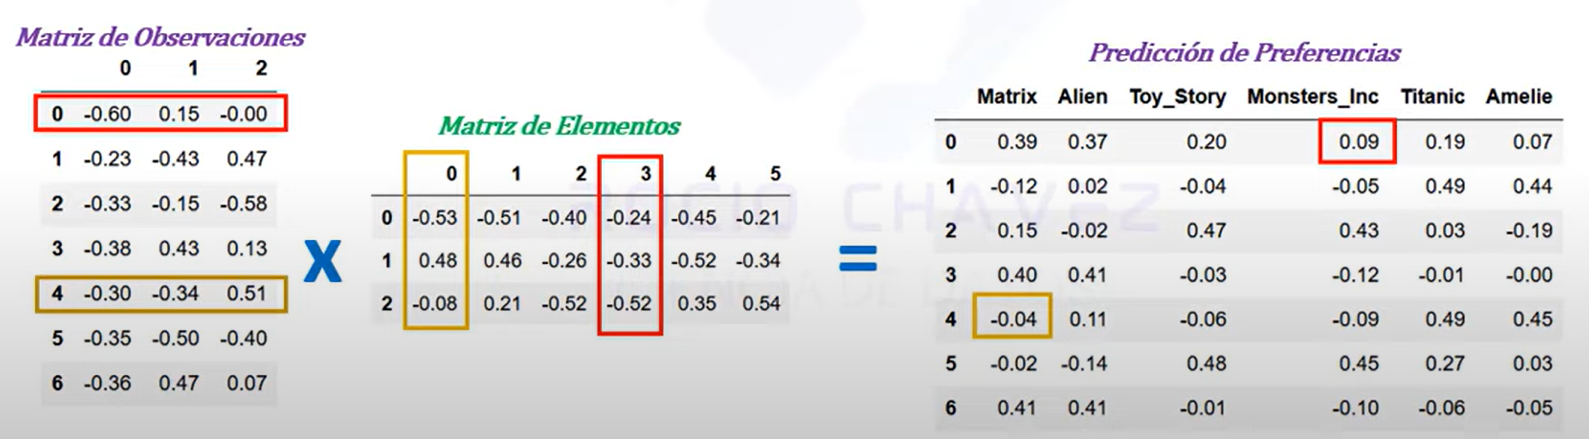 Matriz de Observaciones
0 1 2
0 -0.60 0.15 -0.00
1 -0.23 -0.43 0.47
2 -0.33 -0.15 -0.58
3 -0.38 0.43 0.13
4 -0.30 -0.34 0.51
5 -0.35 -0.50 -0.40
6 -0.36 0.47 0.07
X
Matriz de Elementos
0 1 2 3 4 5
0 -0.53 -0.51 -0.40 -0.24 -0.45 -0.21
1 0.48 0.46 -0.26 -0.33 -0.52 -0.34
2 -0.08 0.21 -0.52 -0.52 0.35 0.54
=
Predicción de Preferencias
Matrix Alien Toy_Story Monsters_Inc Titanic Amelie
0 0.39 0.37 0.20 0.09 0.19 0.07
1 -0.12 0.02 -0.04 -0.05 0.49 0.44
2 0.15 -0.02 0.47 0.43 0.03 -0.19
3 0.40 0.41 -0.03 -0.12 -0.01 -0.00
4 -0.04 0.11 -0.06 -0.09 0.49 0.45
5 -0.02 -0.14 0.48 0.45 0.27 0.03
6 0.41 0.41 -0.01 -0.10 -0.06 -0.05
ROCIO CHAVEZ